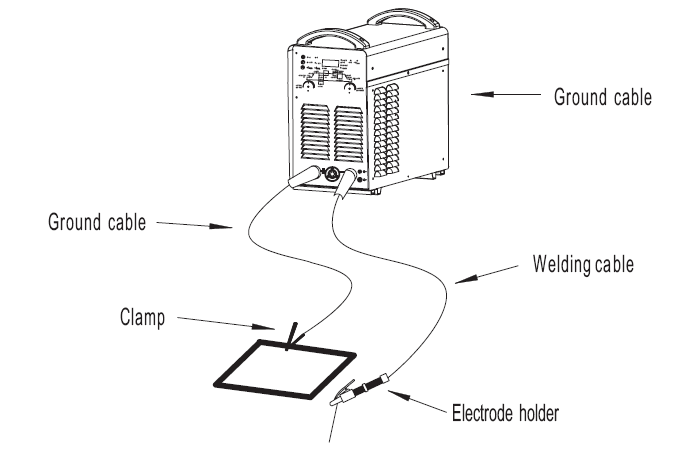 Ground cable
Ground cable
Welding cable
Clamp
Electrode holder